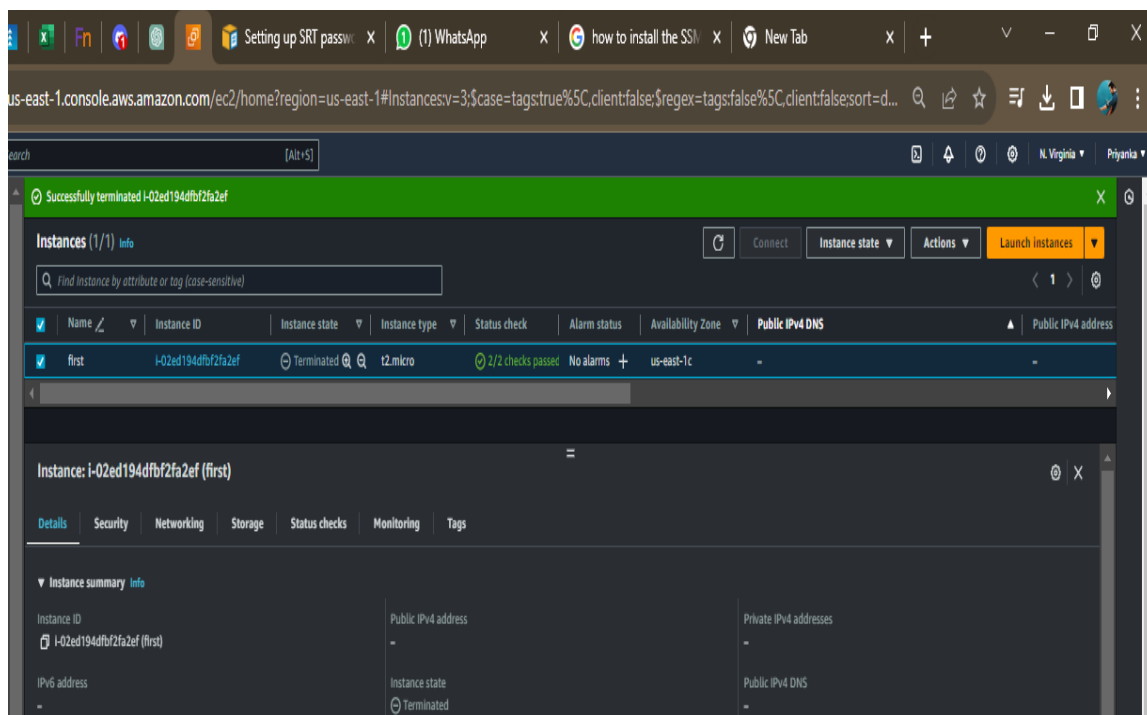 Fn
Setting up SRT passwo
(1) WhatsApp
how to install the SSM
New Tab
us-east-1.console.aws.amazon.com/ec2/home?region=us-east-1#Instances:v=3;$case=tags:true%5C,client:false;$regex=tags:false%5C,client:false;sort=d...
earch [Alt+S] N. Virginia Priyanka
Successfully terminated i-02ed194dfbf2fa2ef
Instances (1/1) Info Connect Instance state Actions Launch instances
Find Instance by attribute or tag (case-sensitive) 1
Name Instance ID Instance state Instance type Status check Alarm status Availability Zone Public IPv4 DNS Public IPv4 address
first i-02ed194dfbf2fa2ef Terminated t2.micro 2/2 checks passed No alarms + us-east-1c – –
Instance: i-02ed194dfbf2fa2ef (first)
Details Security Networking Storage Status checks Monitoring Tags
Instance summary Info
Instance ID Public IPv4 address Private IPv4 addresses
i-02ed194dfbf2fa2ef (first) – –
IPv6 address Instance state Public IPv4 DNS
– Terminated –